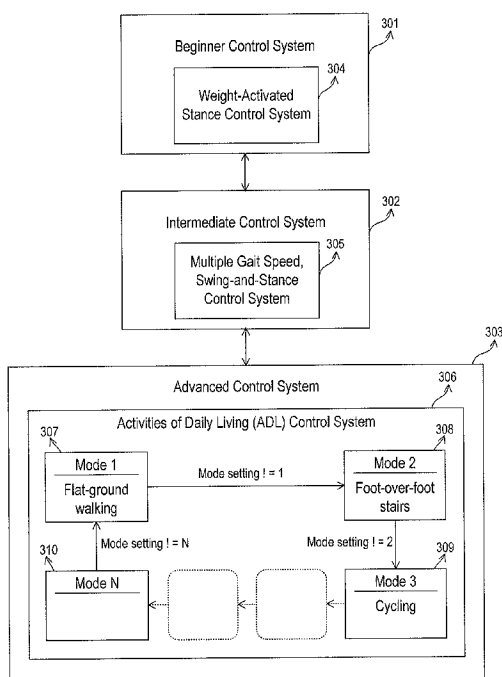 301
Beginner Control System
304
Weight-Activated
Stance Control System
302
Intermediate Control System
305
Multiple Gait Speed,
Swing-and-Stance
Control System
303
Advanced Control System
306
Activities of Daily Living (ADL) Control System
307
308
Mode 1
Flat-ground
walking
Mode setting ! = 1
Mode 2
Foot-over-foot
stairs
Mode setting ! = N
Mode setting ! = 2
310
309
Mode N
Mode 3
Cycling